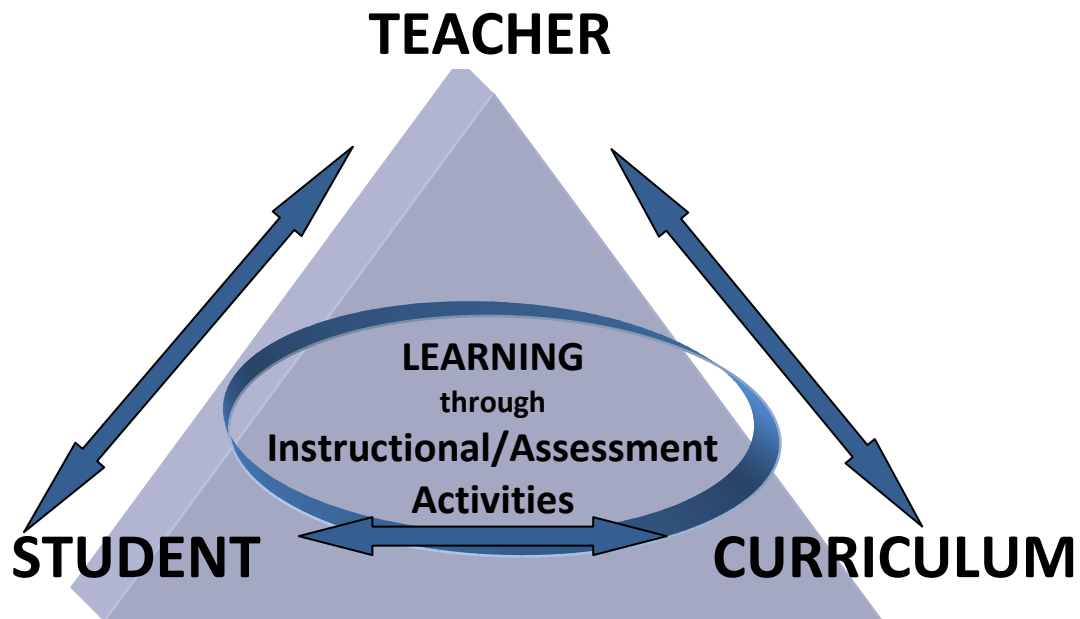 TEACHER
LEARNING
through
Instructional/Assessment
Activities
STUDENT
CURRICULUM